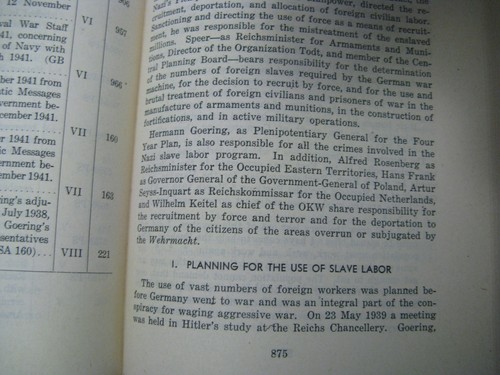 12 November
VI
967
val War Staff
1941, concerning
of Navy with
h 1941. (GB
VI
966
mber 1941 from
tic Messages
vernment be-
cember 1941.
VII
160
mber 1941 from
tic Messages
vernment be-
ember 1941.
VII
163
ring's adju-
July 1938,
Goering's
esentatives
SA 160)
VIII
221
Nazi's
manpower, directed the
recruitment, deportation, and allocation of foreign civilian labor.
Sanctioning and directing the use of force as a means of recruit-
ment, he was responsible for the mistreatment of the enslaved
millions. Speer—as Reichsminister for Armaments and Muni-
tions, Director of the Organization Todt, and member of the Cen-
tral Planning Board—bears responsibility for the determination
of the numbers of foreign slaves required by the German war
machine, for the decision to recruit by force, and for the use and
brutal treatment of foreign civilians and prisoners of war in the
manufacture of armaments and munitions, in the construction of
fortifications, and in active military operations.
Hermann Goering, as Plenipotentiary General for the Four
Year Plan, is also responsible for all the crimes involved in the
Nazi slave labor program. In addition, Alfred Rosenberg as
Reichsminister for the Occupied Eastern Territories, Hans Frank
as Governor General of the Government-General of Poland, Artur
Seyss-Inquart as Reichskommissar for the Occupied Netherlands,
and Wilhelm Keitel as chief of the OKW share responsibility for
the recruitment by force and terror and for the deportation to
Germany of the citizens of the areas overrun or subjugated by
the Wehrmacht.
I. PLANNING FOR THE USE OF SLAVE LABOR
The use of vast numbers of foreign workers was planned be-
fore Germany went to war and was an integral part of the con-
spiracy for waging aggressive war. On 23 May 1939 a meeting
was held in Hitler's study at the Reichs Chancellery. Goering,
875